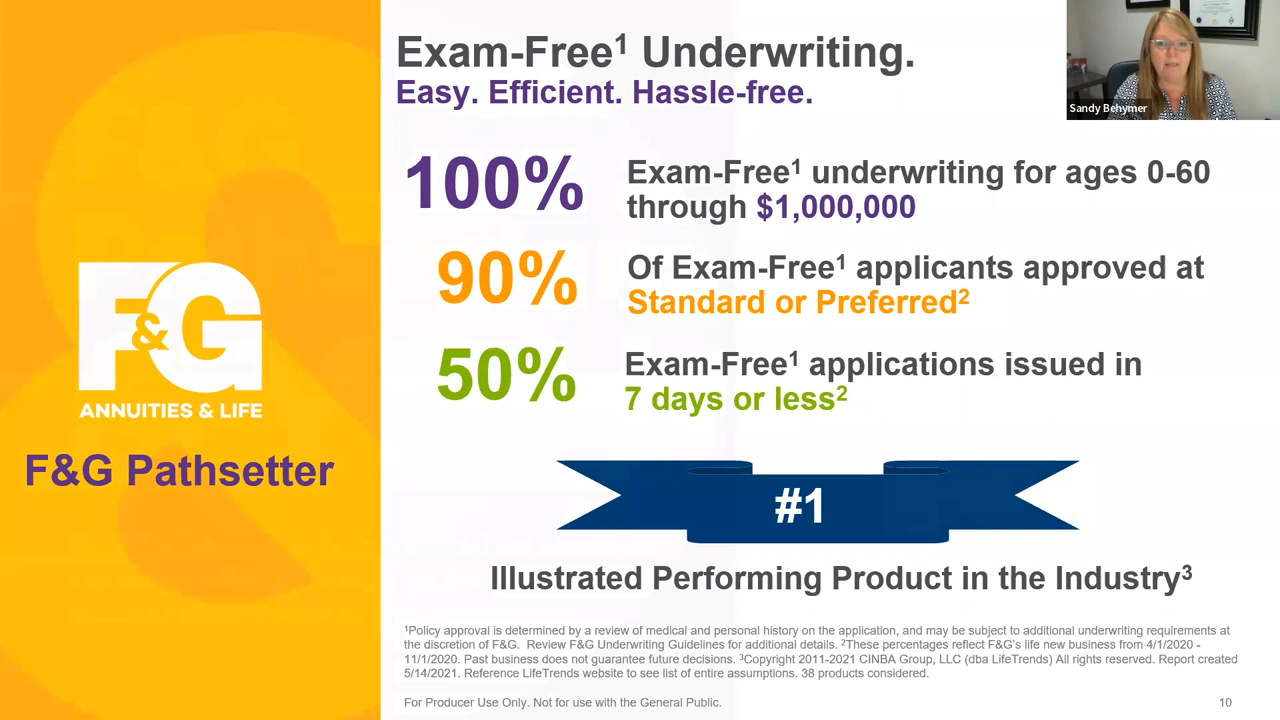 Exam-Free¹ Underwriting.
Easy. Efficient. Hassle-free.
Sandy Behymer
100%
Exam-Free¹ underwriting for ages 0-60
through $1,000,000
90%
Of Exam-Free¹ applicants approved at
Standard or Preferred²
50%
Exam-Free¹ applications issued in
7 days or less²
F&G
ANNUITIES & LIFE
F&G Pathsetter
#1
Illustrated Performing Product in the Industry³
¹Policy approval is determined by a review of medical and personal history on the application, and may be subject to additional underwriting requirements at
the discretion of F&G. Review F&G Underwriting Guidelines for additional details. ²These percentages reflect F&G's life new business from 4/1/2020 -
11/1/2020. Past business does not guarantee future decisions. ³Copyright 2011-2021 CINBA Group, LLC (dba LifeTrends) All rights reserved. Report created
5/14/2021. Reference LifeTrends website to see list of entire assumptions. 38 products considered.
For Producer Use Only. Not for use with the General Public.
10